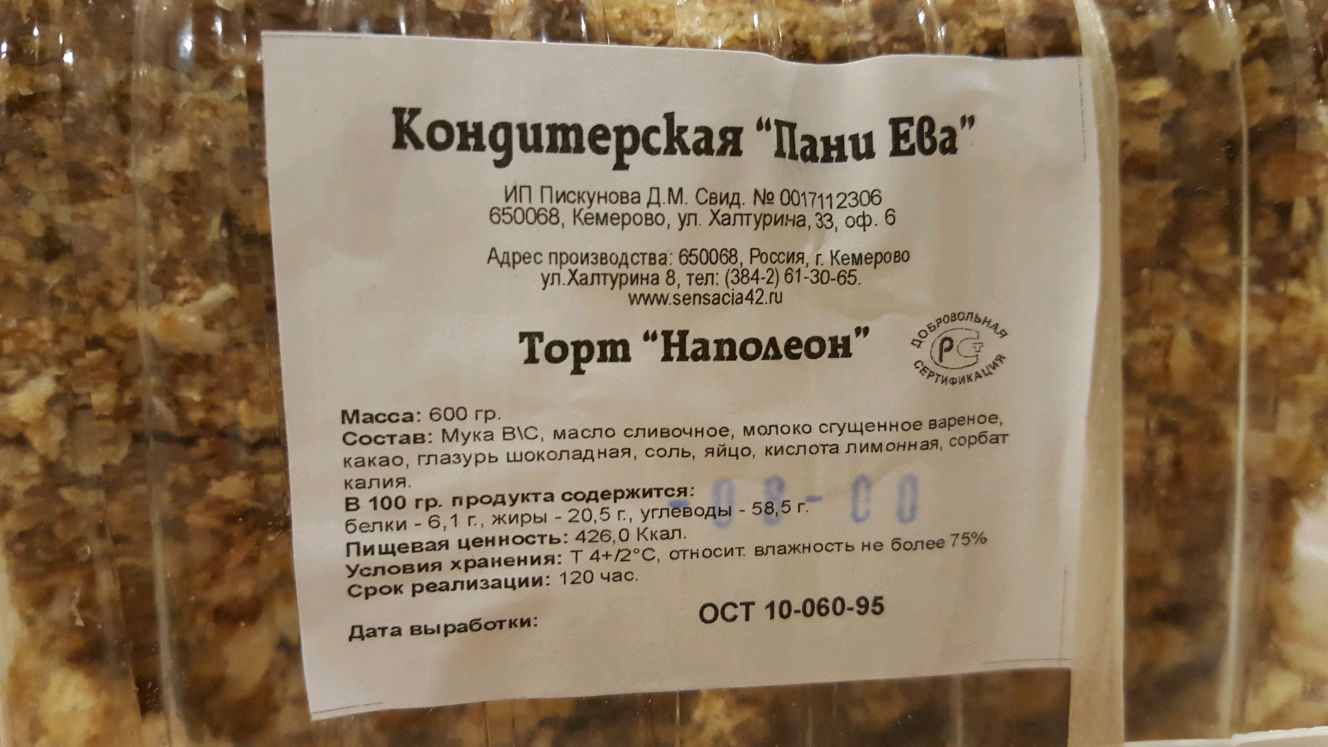 Кондитерская “Пани Ева”
ИП Пискунова Д.М. Свид. № 0017112306
650068, Кемерово, ул. Халтурина, 33, оф. 6
Адрес производства: 650068, Россия, г. Кемерово
ул.Халтурина 8, тел: (384-2) 61-30-65.
www.sensacia42.ru
Торт “Наполеон”
ДОБРОВОЛЬНАЯ
РС
СЕРТИФИКАЦИЯ
Масса: 600 гр.
Состав: Мука В\С, масло сливочное, молоко сгущенное вареное,
какао, глазурь шоколадная, соль, яйцо, кислота лимонная, сорбат
калия.
В 100 гр. продукта содержится:
белки - 6,1 г., жиры - 20,5 г., углеводы - 58,5 г.
-08-00
Пищевая ценность: 426,0 Ккал.
Условия хранения: Т 4+/2°С, относит. влажность не более 75%
Срок реализации: 120 час.
Дата выработки:
ОСТ 10-060-95